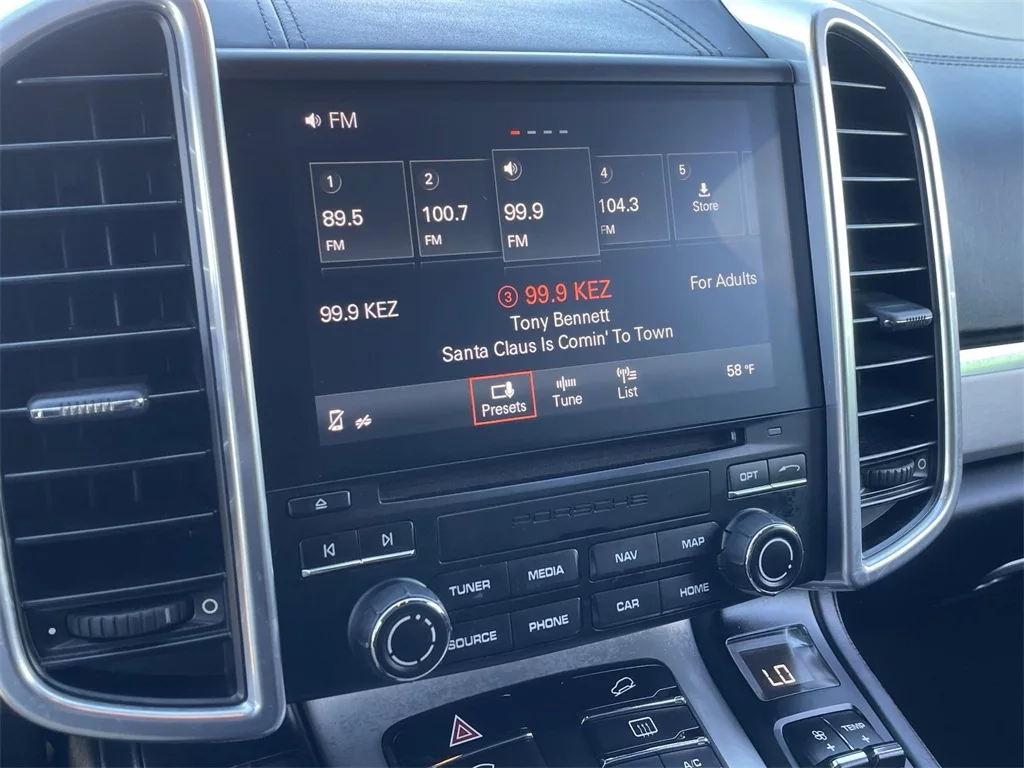 FM
1
89.5
FM
2
100.7
FM
99.9
FM
4
104.3
FM
5
Store
99.9 KEZ
3 99.9 KEZ
For Adults
Tony Bennett
Santa Claus Is Comin' To Town
Presets
Tune
List
58 °F
OPT
PORSCHE
TUNER
MEDIA
NAV
MAP
SOURCE
PHONE
CAR
HOME
LO
TEMP
A/C